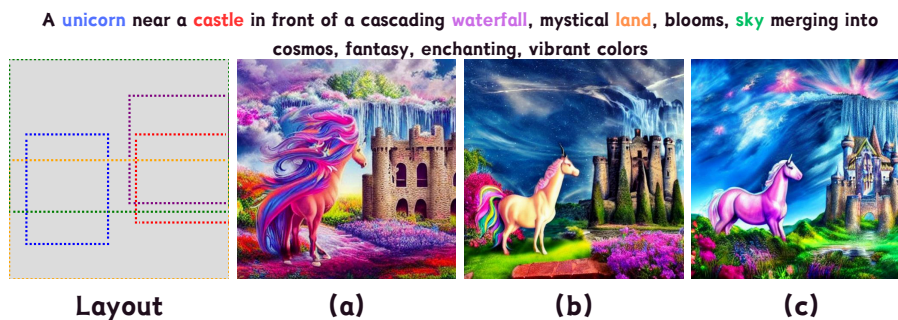 A unicorn near a castle in front of a cascading waterfall, mystical land, blooms, sky merging into
cosmos, fantasy, enchanting, vibrant colors
Layout (a) (b) (c)